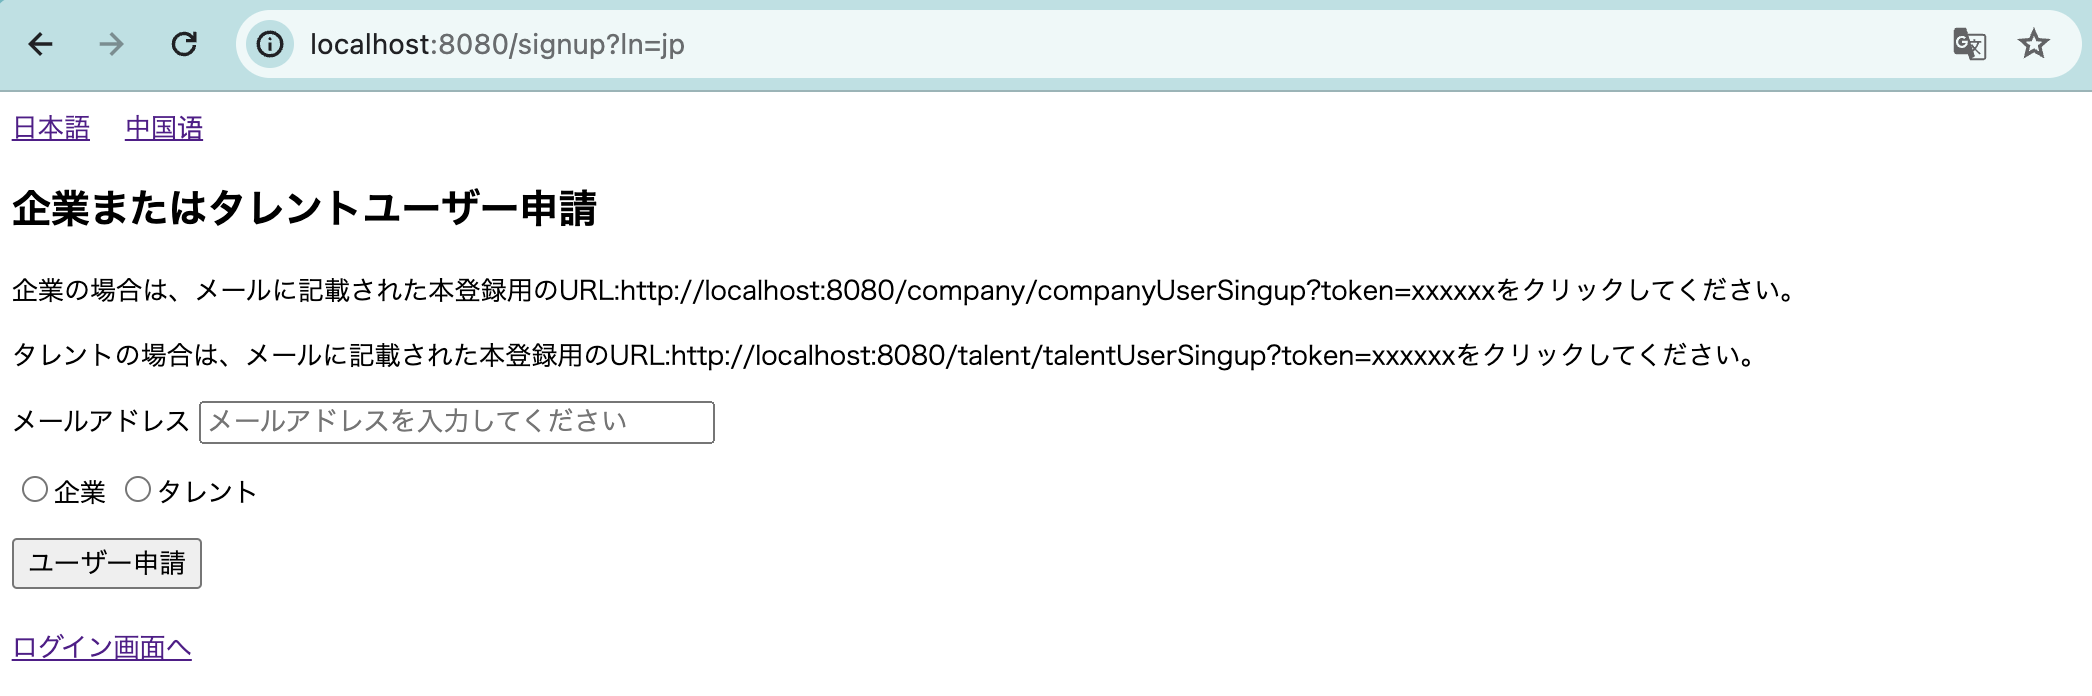 localhost:8080/signup?ln=jp
日本語 中国语
企業またはタレントユーザー申請
企業の場合は、メールに記載された本登録用のURL:http://localhost:8080/company/companyUserSingup?token=xxxxxxをクリックしてください。
タレントの場合は、メールに記載された本登録用のURL:http://localhost:8080/talent/talentUserSingup?token=xxxxxxをクリックしてください。
メールアドレス メールアドレスを入力してください
企業 タレント
ユーザー申請
ログイン画面へ